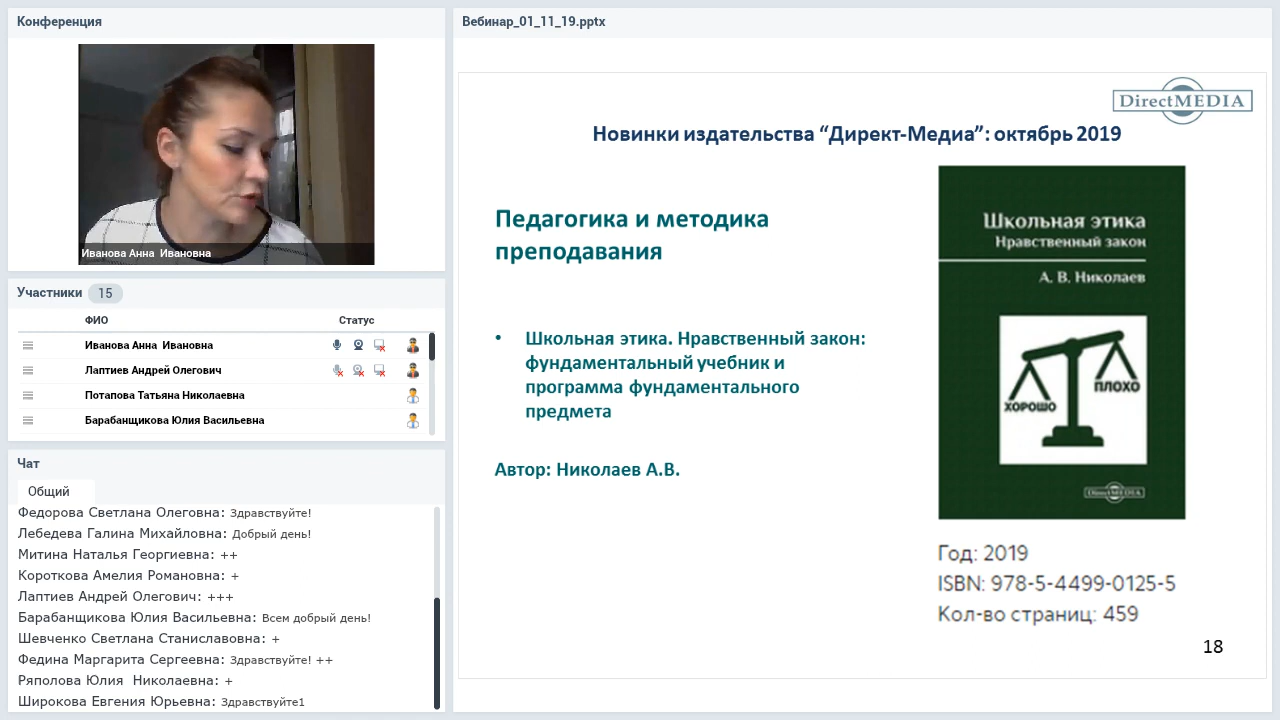 Конференция
Иванова Анна  Ивановна
Участники 15
ФИО Статус
Иванова Анна  Ивановна
Лаптиев Андрей Олегович
Потапова Татьяна Николаевна
Барабанщикова Юлия Васильевна
Чат
Общий
Федорова Светлана Олеговна: Здравствуйте!
Лебедева Галина Михайловна: Добрый день!
Митина Наталья Георгиевна: ++
Короткова Амелия Романовна: +
Лаптиев Андрей Олегович: +++
Барабанщикова Юлия Васильевна: Всем добрый день!
Шевченко Светлана Станиславовна: +
Федина Маргарита Сергеевна: Здравствуйте! ++
Ряполова Юлия  Николаевна: +
Широкова Евгения Юрьевна: Здравствуйте1
Вебинар_01_11_19.pptx
DirectMEDIA
Новинки издательства “Директ-Медиа”: октябрь 2019
Педагогика и методика
преподавания
• Школьная этика. Нравственный закон:
фундаментальный учебник и
программа фундаментального
предмета
Автор: Николаев А.В.
Школьная этика
Нравственный закон
А. В. Николаев
ХОРОШО
ПЛОХО
DirectMEDIA
Год: 2019
ISBN: 978-5-4499-0125-5
Кол-во страниц: 459
18